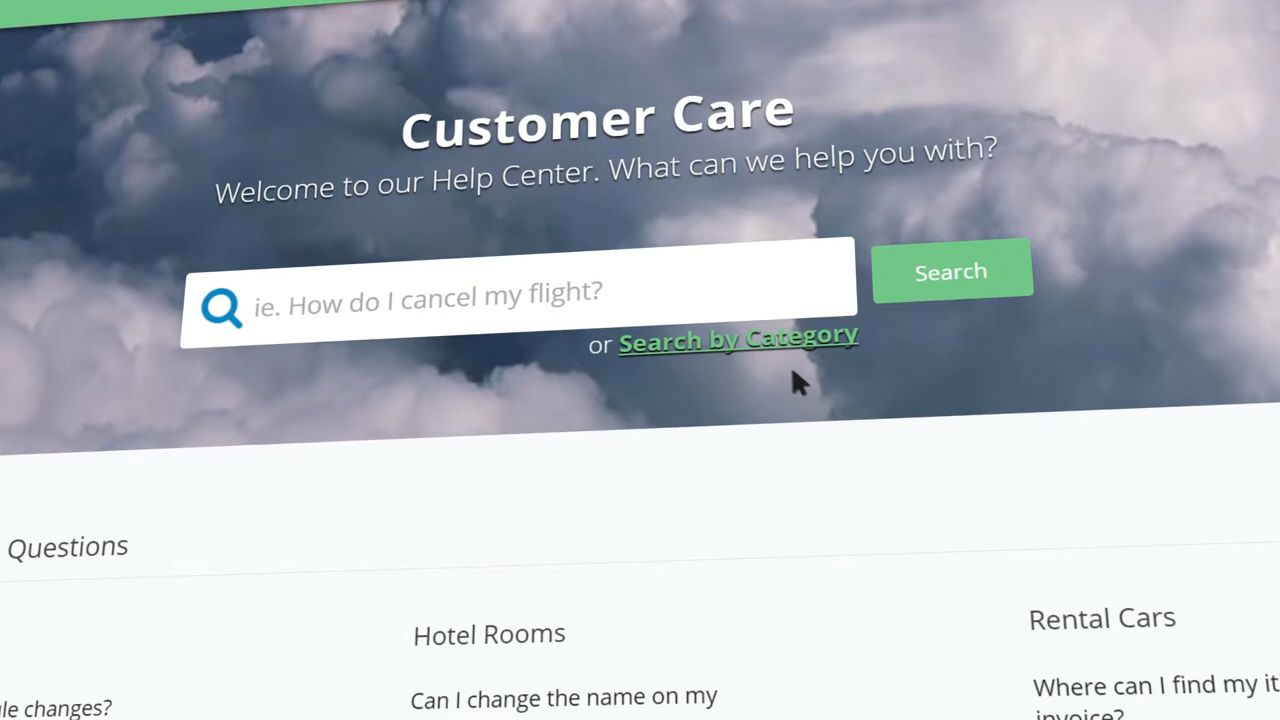 Customer Care
Welcome to our Help Center. What can we help you with?
ie. How do I cancel my flight?
Search
or Search by Category
Questions
Hotel Rooms
Rental Cars
changes?
Can I change the name on my
Where can I find my
invoice?